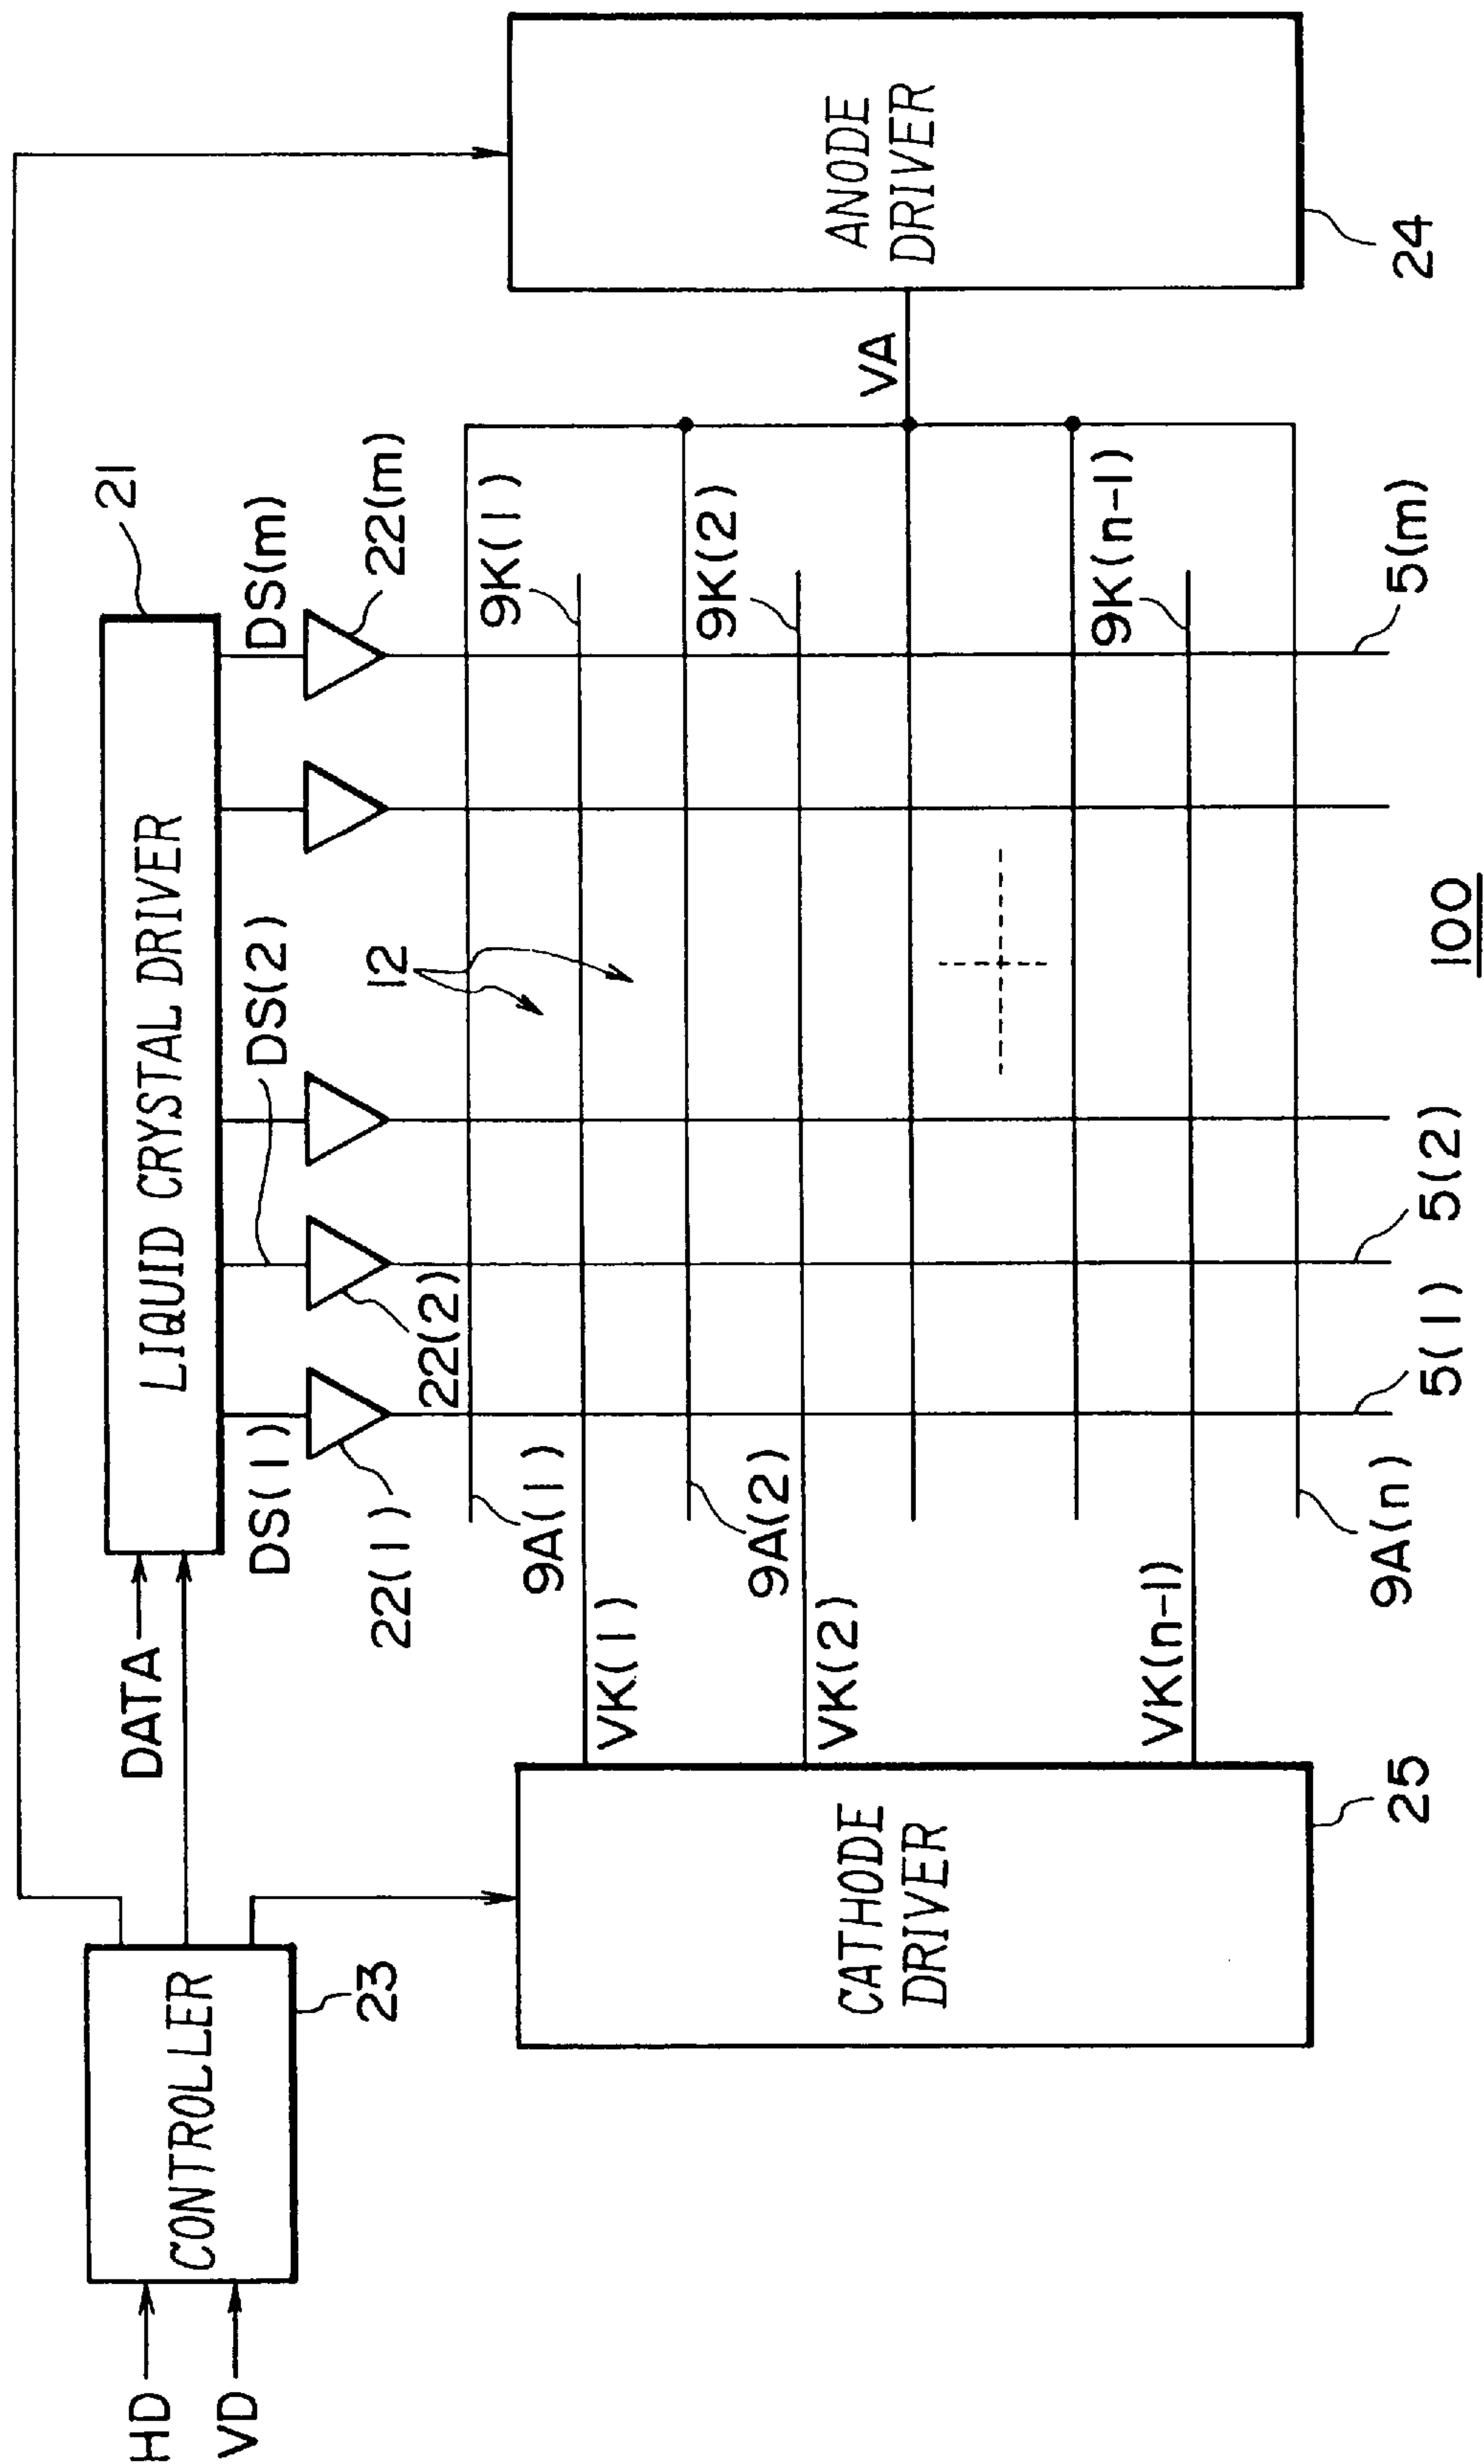 HD
VD
CONTROLLER
23
DATA
LIQUID CRYSTAL DRIVER
21
DS(1)
DS(2)
DS(m)
22(1)
22(2)
22(m)
12
9A(1)
9K(1)
9A(2)
9K(2)
9K(n-1)
9A(n)
VK(1)
VK(2)
VK(n-1)
CATHODE
DRIVER
25
VA
ANODE
DRIVER
24
5(1)
5(2)
5(m)
100